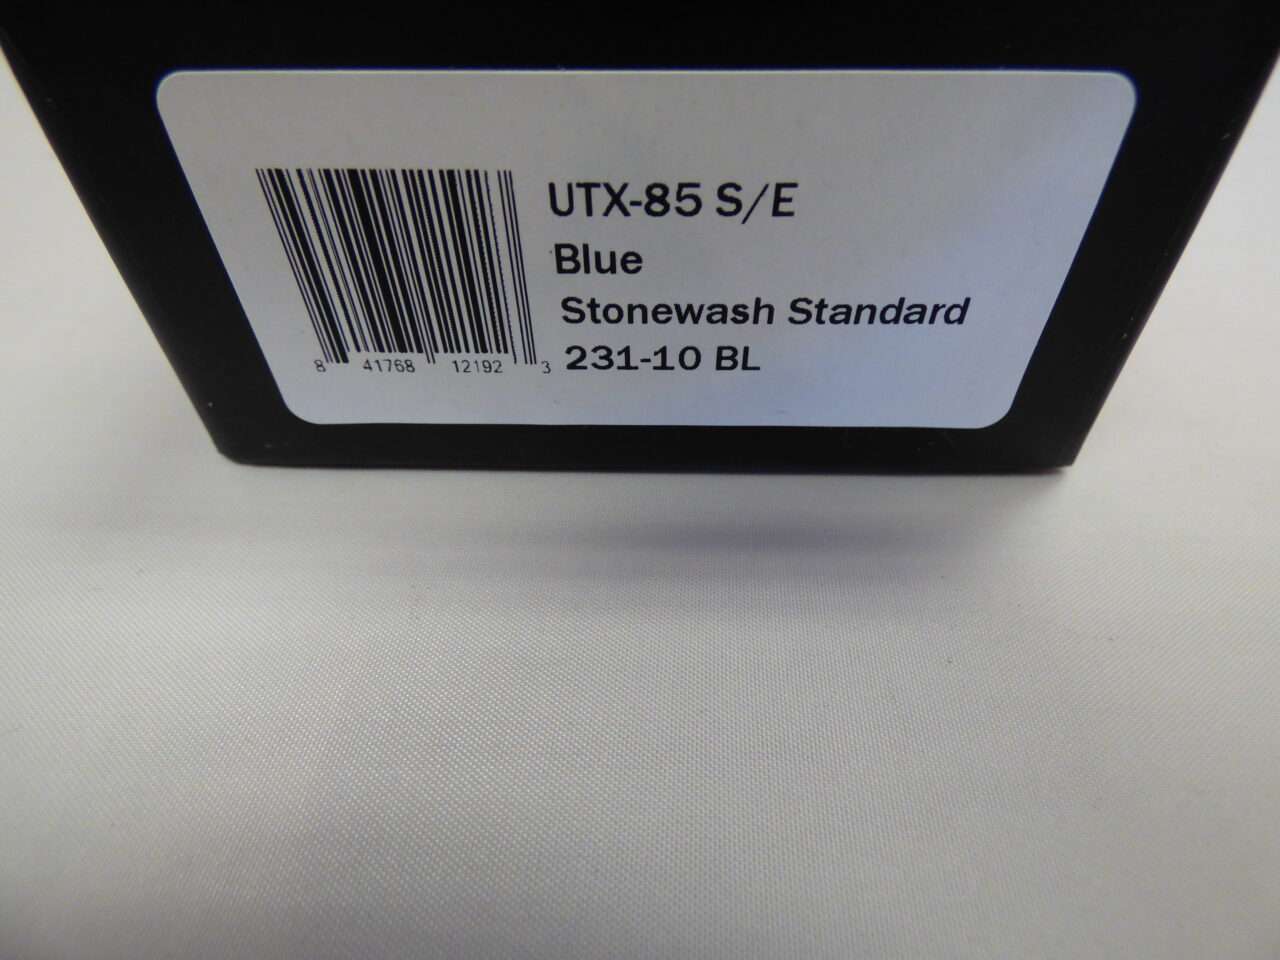 UTX-85 S/E
Blue
Stonewash Standard
231-10 BL
8 41768 12192 3